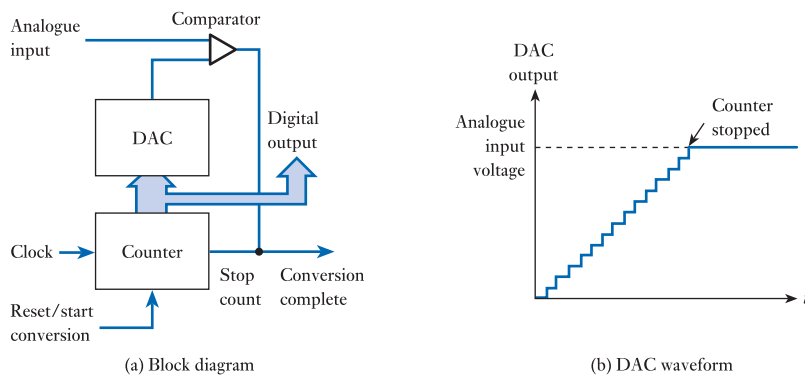 Comparator
Analogue
input
DAC
Digital
output
Clock
Counter
Stop
count
Conversion
complete
Reset/start
conversion
(a) Block diagram
DAC
output
Counter
stopped
Analogue
input
voltage
(b) DAC waveform